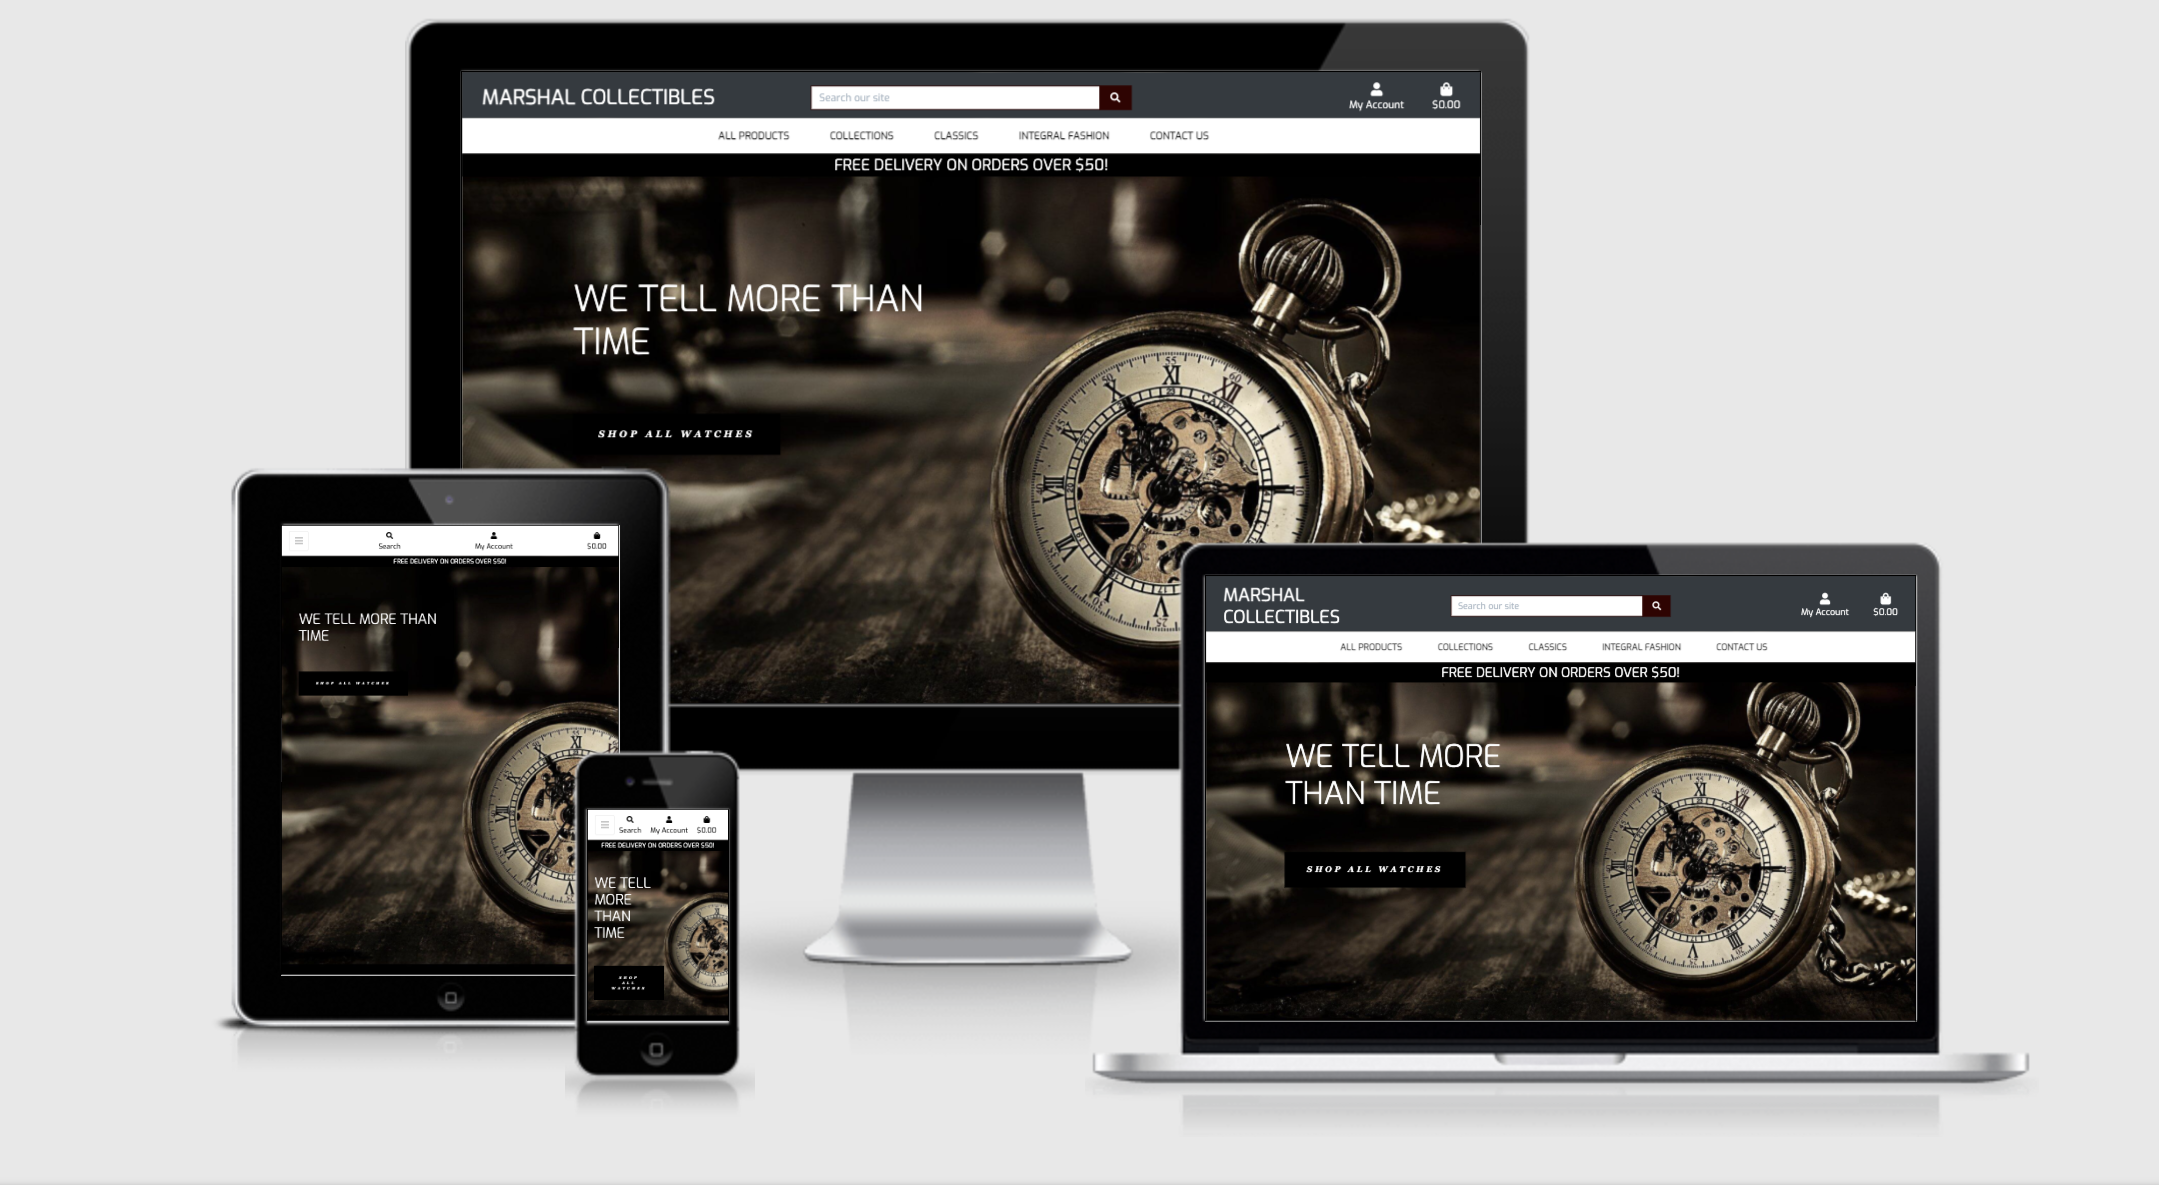 MARSHAL COLLECTIBLES
Search our site
My Account
$0.00
ALL PRODUCTS COLLECTIONS CLASSICS INTEGRAL FASHION CONTACT US
FREE DELIVERY ON ORDERS OVER $50!
WE TELL MORE THAN
TIME
SHOP ALL WATCHES
Search
My Account
$0.00
FREE DELIVERY ON ORDERS OVER $50!
WE TELL MORE THAN
TIME
SHOP ALL WATCHES
Search
My Account
$0.00
FREE DELIVERY ON ORDERS OVER $50!
WE TELL
MORE
THAN
TIME
SHOP
ALL
WATCHES
MARSHAL
COLLECTIBLES
Search our site
My Account
$0.00
ALL PRODUCTS COLLECTIONS CLASSICS INTEGRAL FASHION CONTACT US
FREE DELIVERY ON ORDERS OVER $50!
WE TELL MORE
THAN TIME
SHOP ALL WATCHES